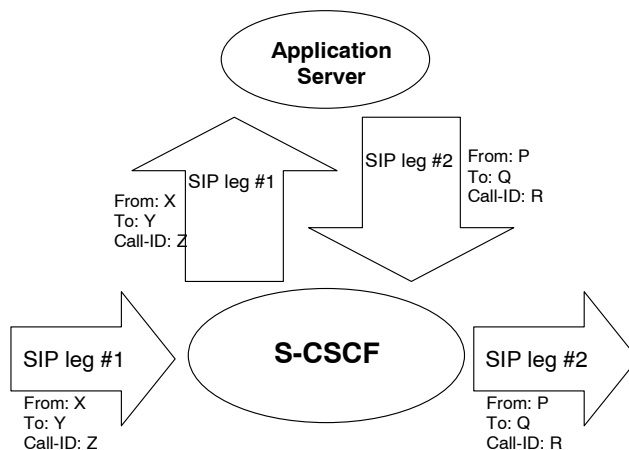 Application
Server
SIP leg #1
From: X
To: Y
Call-ID: Z
SIP leg #2
From: P
To: Q
Call-ID: R
SIP leg #1
From: X
To: Y
Call-ID: Z
S-CSCF
SIP leg #2
From: P
To: Q
Call-ID: R